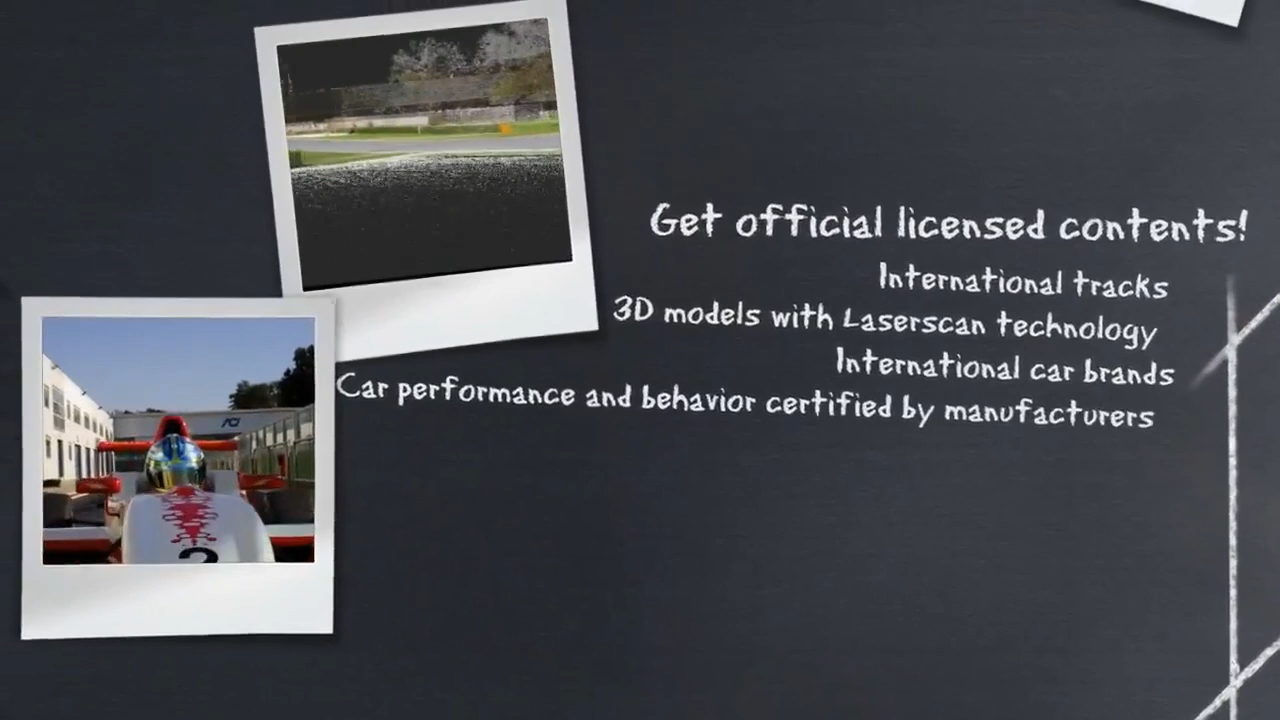 Get official licensed contents!
International tracks
3D models with Laserscan technology
International car brands
Car performance and behavior certified by manufacturers
ACI